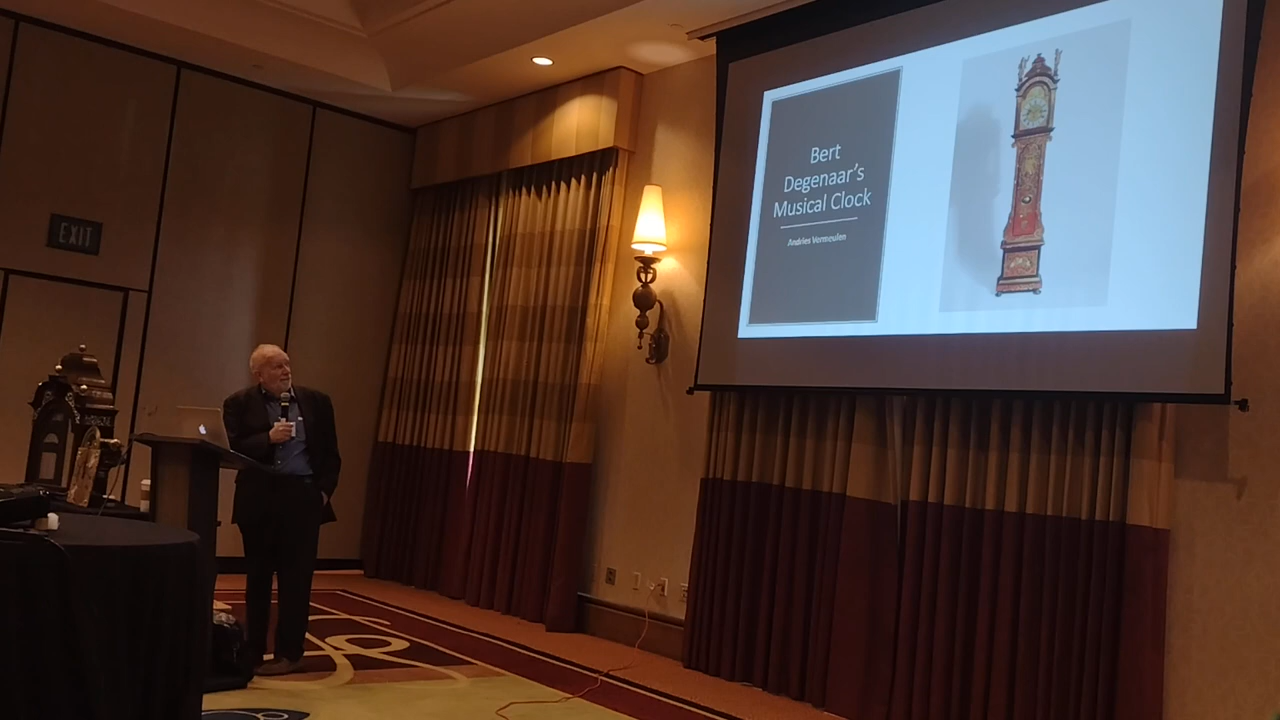 EXIT
Bert
Degenaar's
Musical Clock
Andries Vermeulen